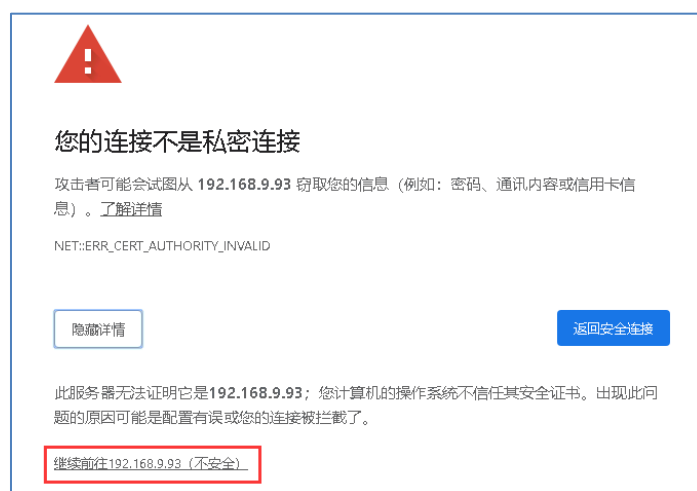 您的连接不是私密连接
攻击者可能会试图从 192.168.9.93 窃取您的信息（例如：密码、通讯内容或信用卡信
息）。了解详情
NET::ERR_CERT_AUTHORITY_INVALID
隐藏详情
返回安全连接
此服务器无法证明它是192.168.9.93；您计算机的操作系统不信任其安全证书。出现此问
题的原因可能是配置有误或您的连接被拦截了。
继续前往192.168.9.93（不安全）